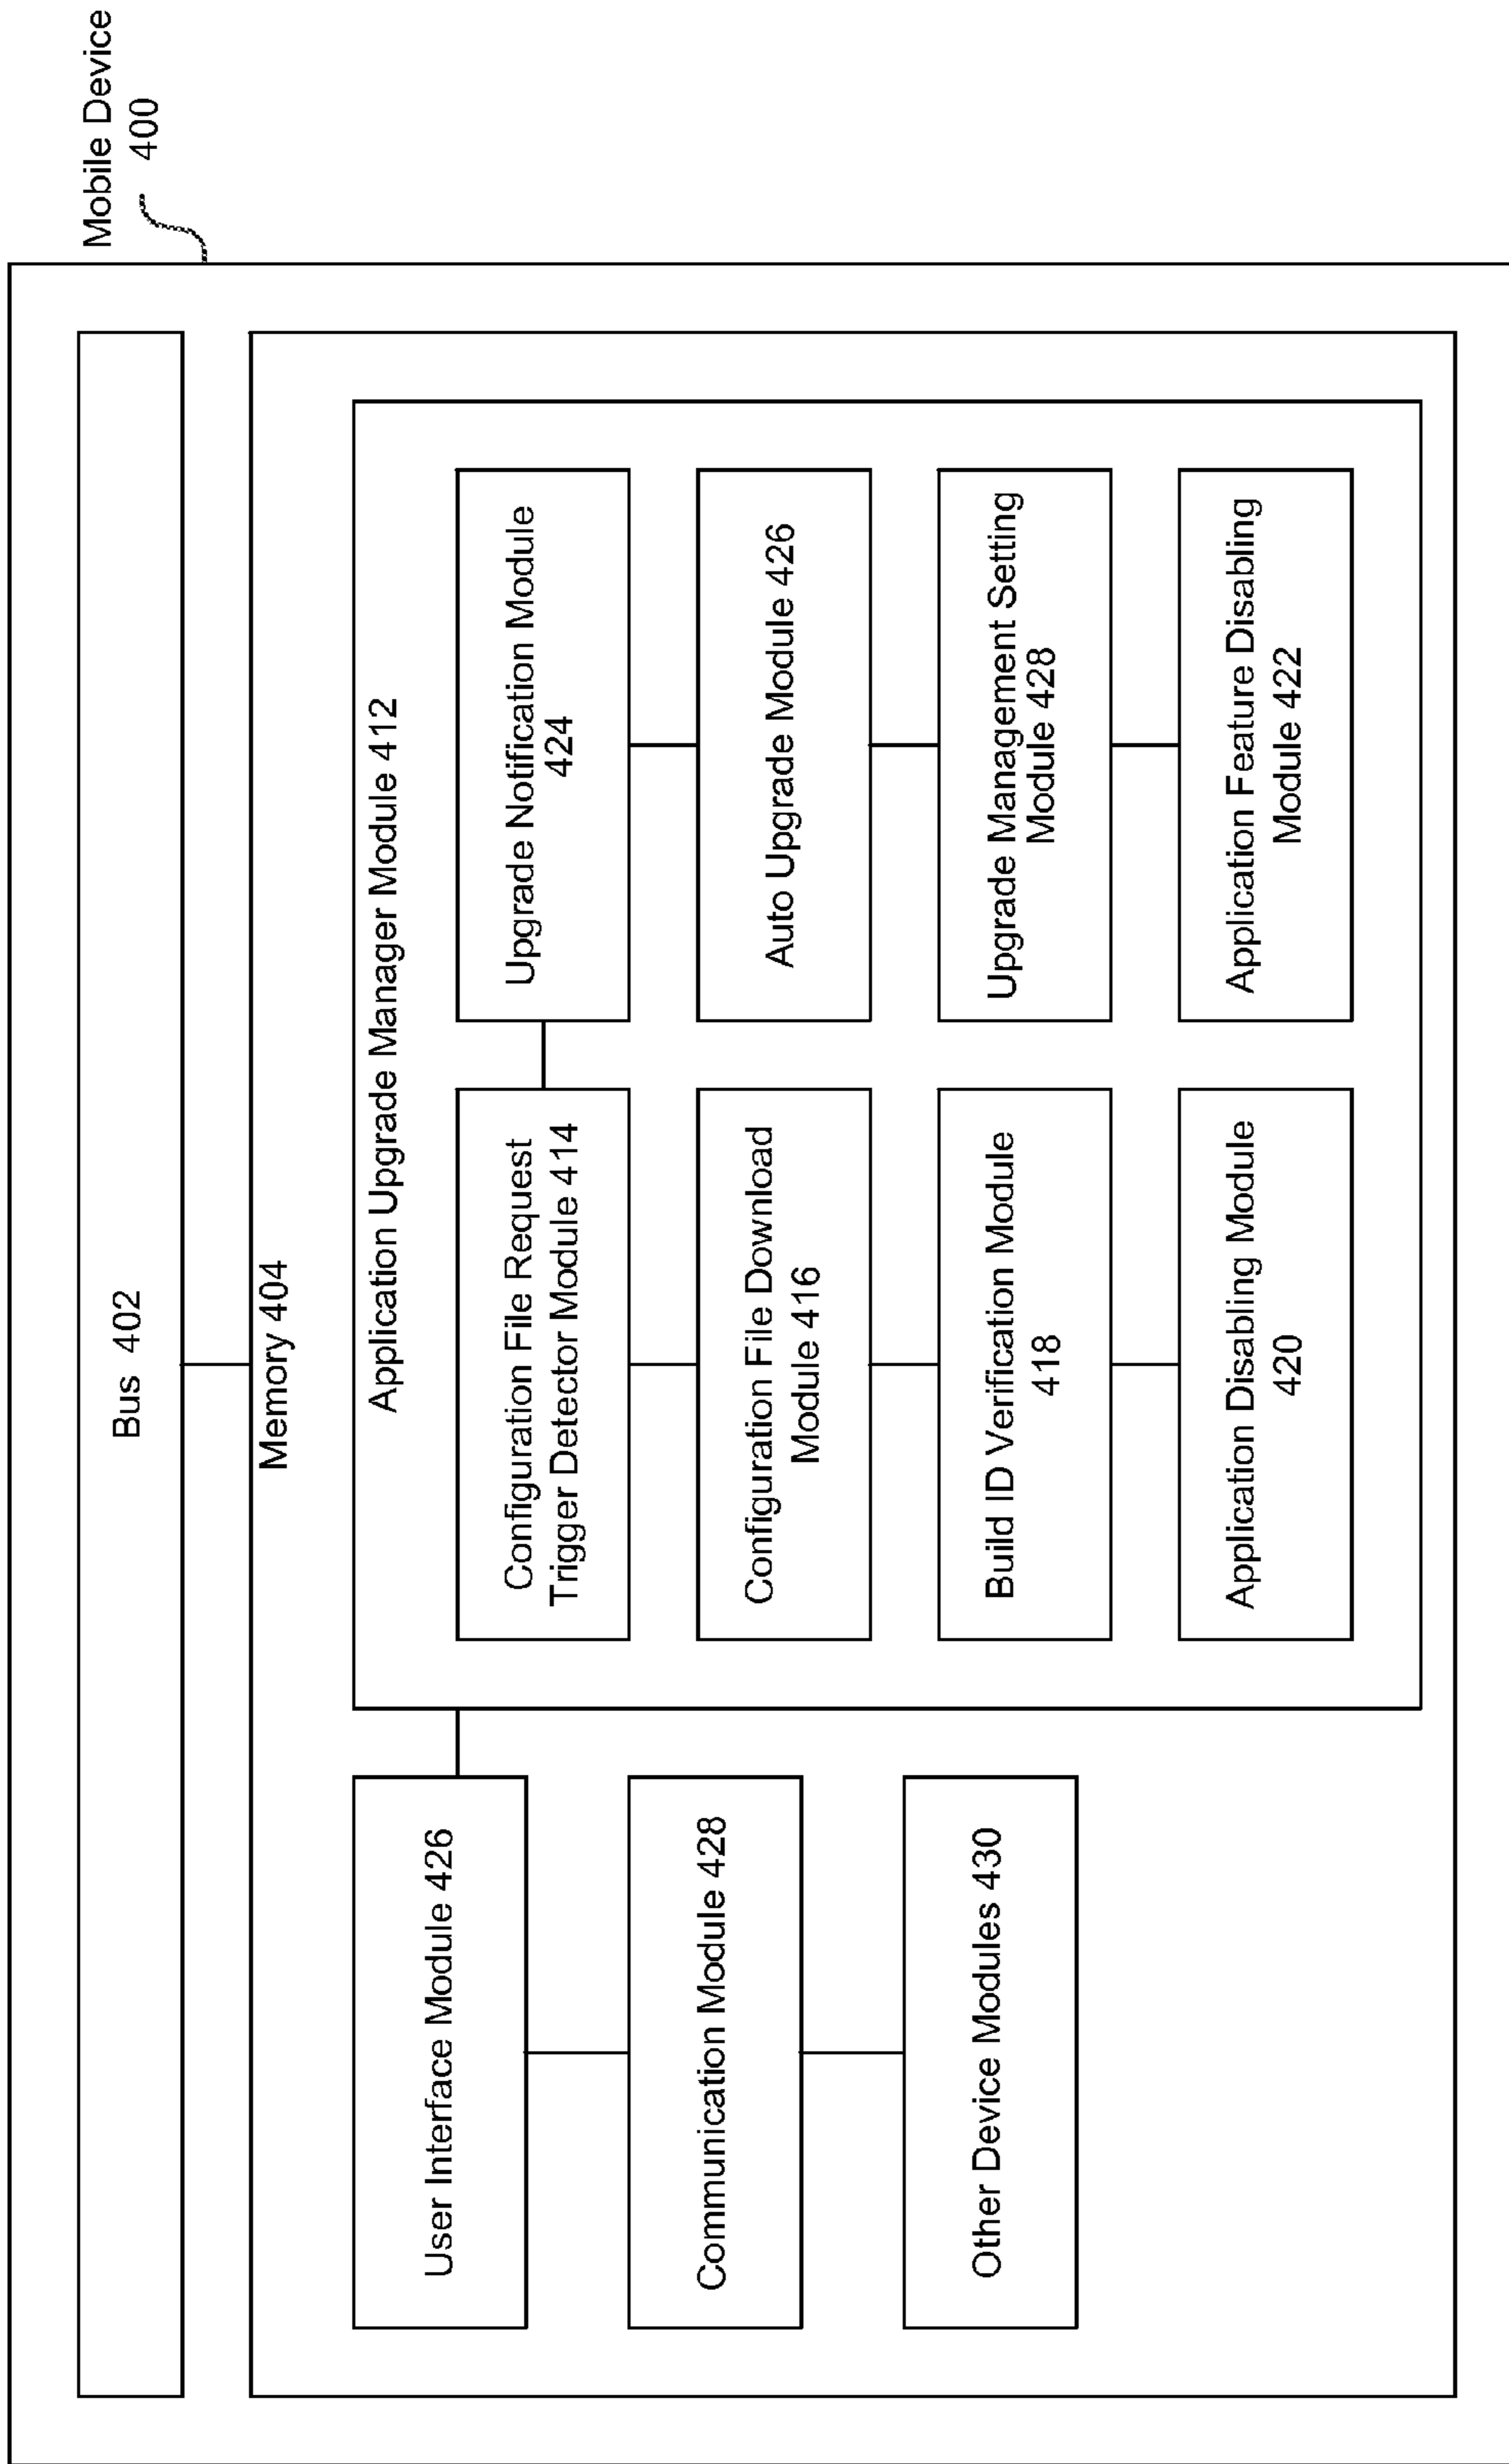 Mobile Device
400
Bus 402
Memory 404
User Interface Module 426
Communication Module 428
Other Device Modules 430
Application Upgrade Manager Module 412
Configuration File Request
Trigger Detector Module 414
Configuration File Download
Module 416
Build ID Verification Module
418
Application Disabling Module
420
Upgrade Notification Module
424
Auto Upgrade Module 426
Upgrade Management Setting
Module 428
Application Feature Disabling
Module 422